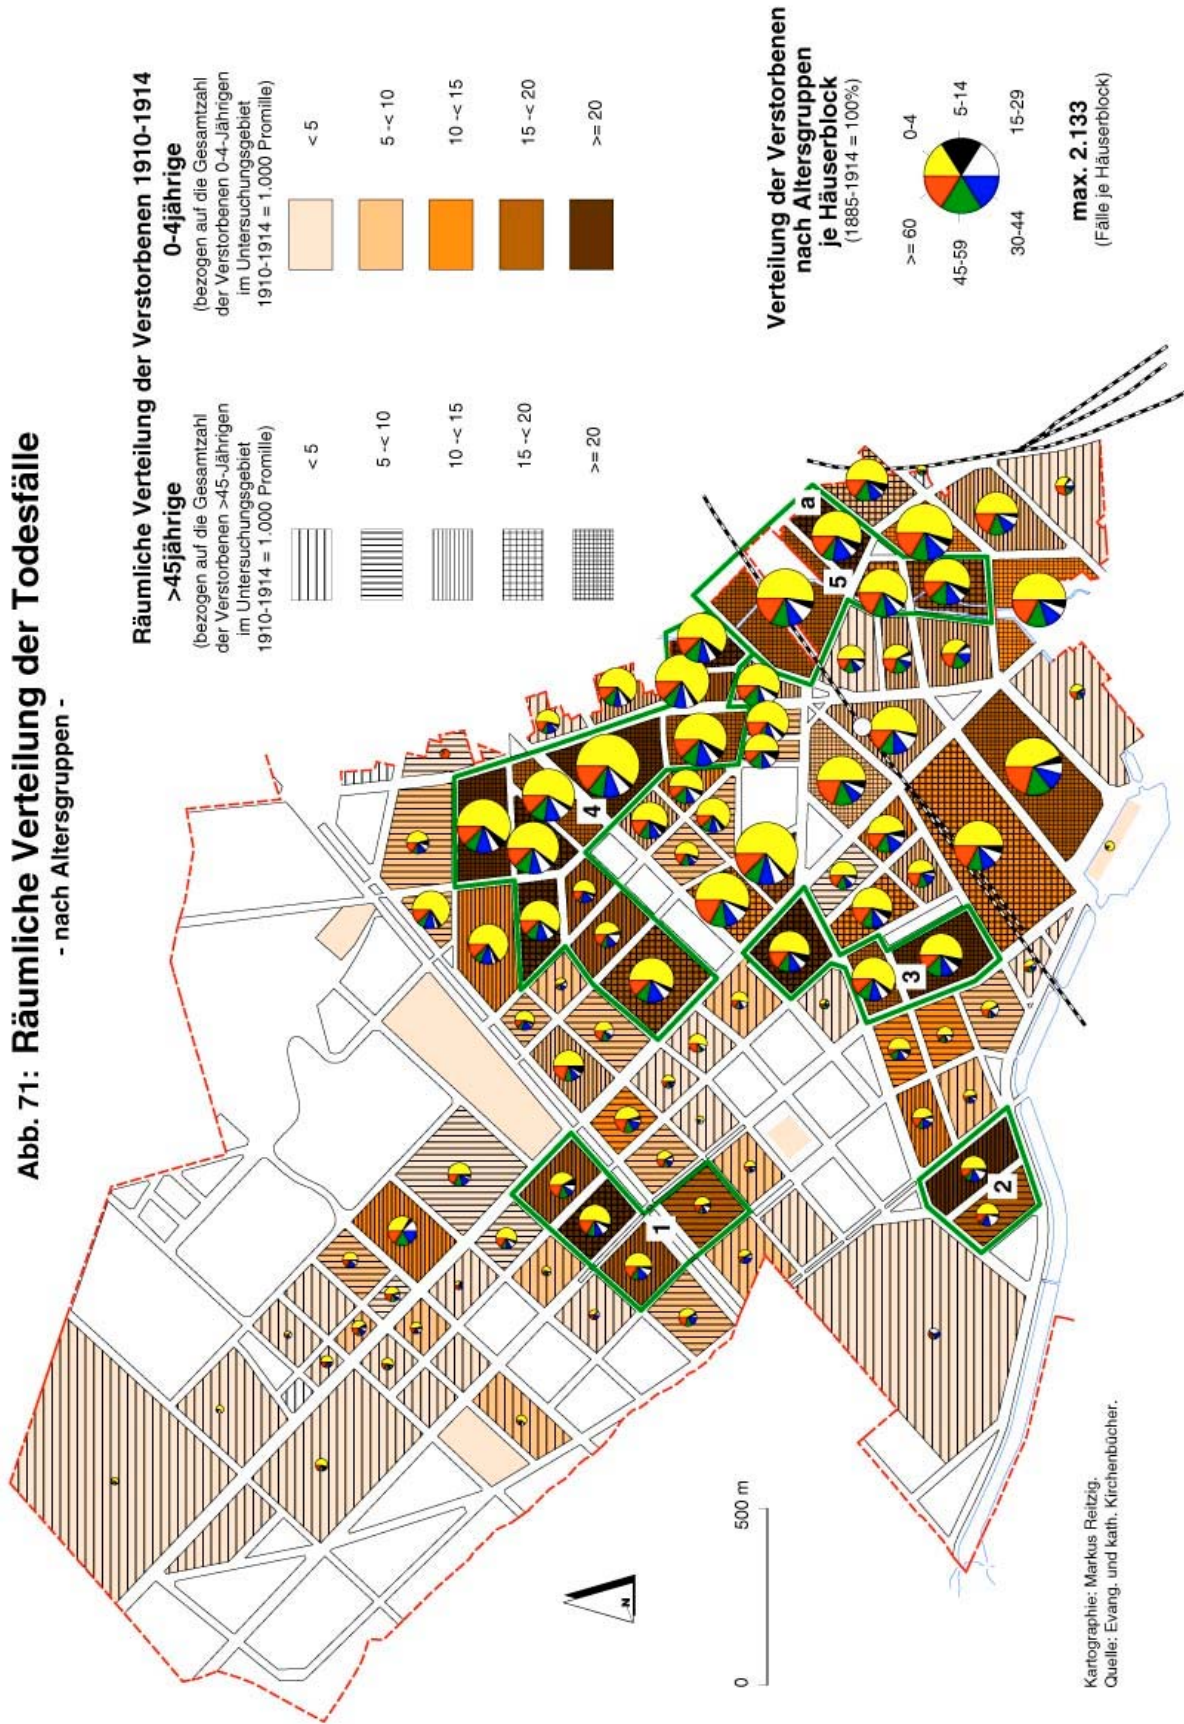 Abb. 71: Räumliche Verteilung der Todesfälle
- nach Altersgruppen -
Räumliche Verteilung der Verstorbenen 1910-1914
>45jährige
(bezogen auf die Gesamtzahl
der Verstorbenen >45-Jährigen
im Untersuchungsgebiet
1910-1914 = 1.000 Promille)
< 5
5 -< 10
10 -< 15
15 -< 20
>= 20
0-4jährige
(bezogen auf die Gesamtzahl
der Verstorbenen 0-4-Jährigen
im Untersuchungsgebiet
1910-1914 = 1.000 Promille)
< 5
5 -< 10
10 -< 15
15 -< 20
>= 20
Verteilung der Verstorbenen
nach Altersgruppen
je Häuserblock
(1885-1914 = 100%)
>= 60
0-4
45-59
5-14
30-44
15-29
max. 2.133
(Fälle je Häuserblock)
a
5
4
3
2
1
N
0
500 m
Kartographie: Markus Reitzig.
Quelle: Evang. und kath. Kirchenbücher.